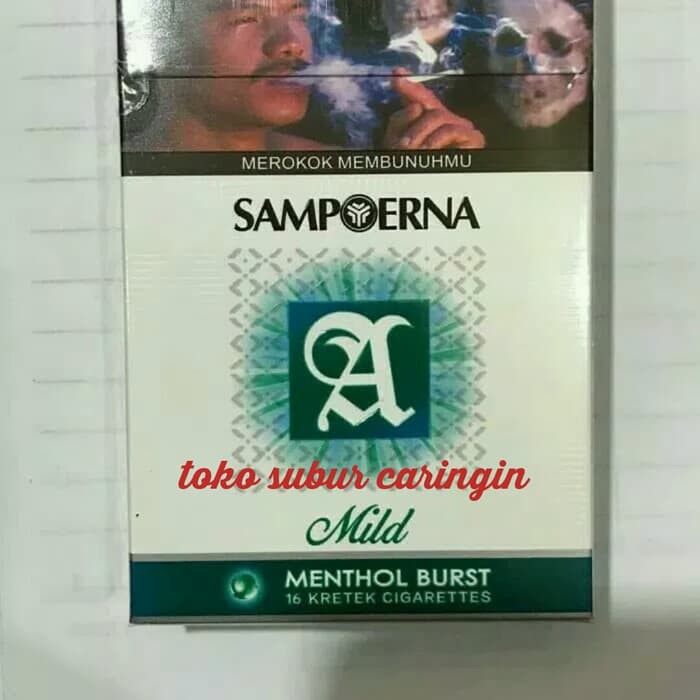 MEROKOK MEMBUNUHMU
SAMPOERNA
A
toko subur caringin
Mild
MENTHOL BURST
16 KRETEK CIGARETTES